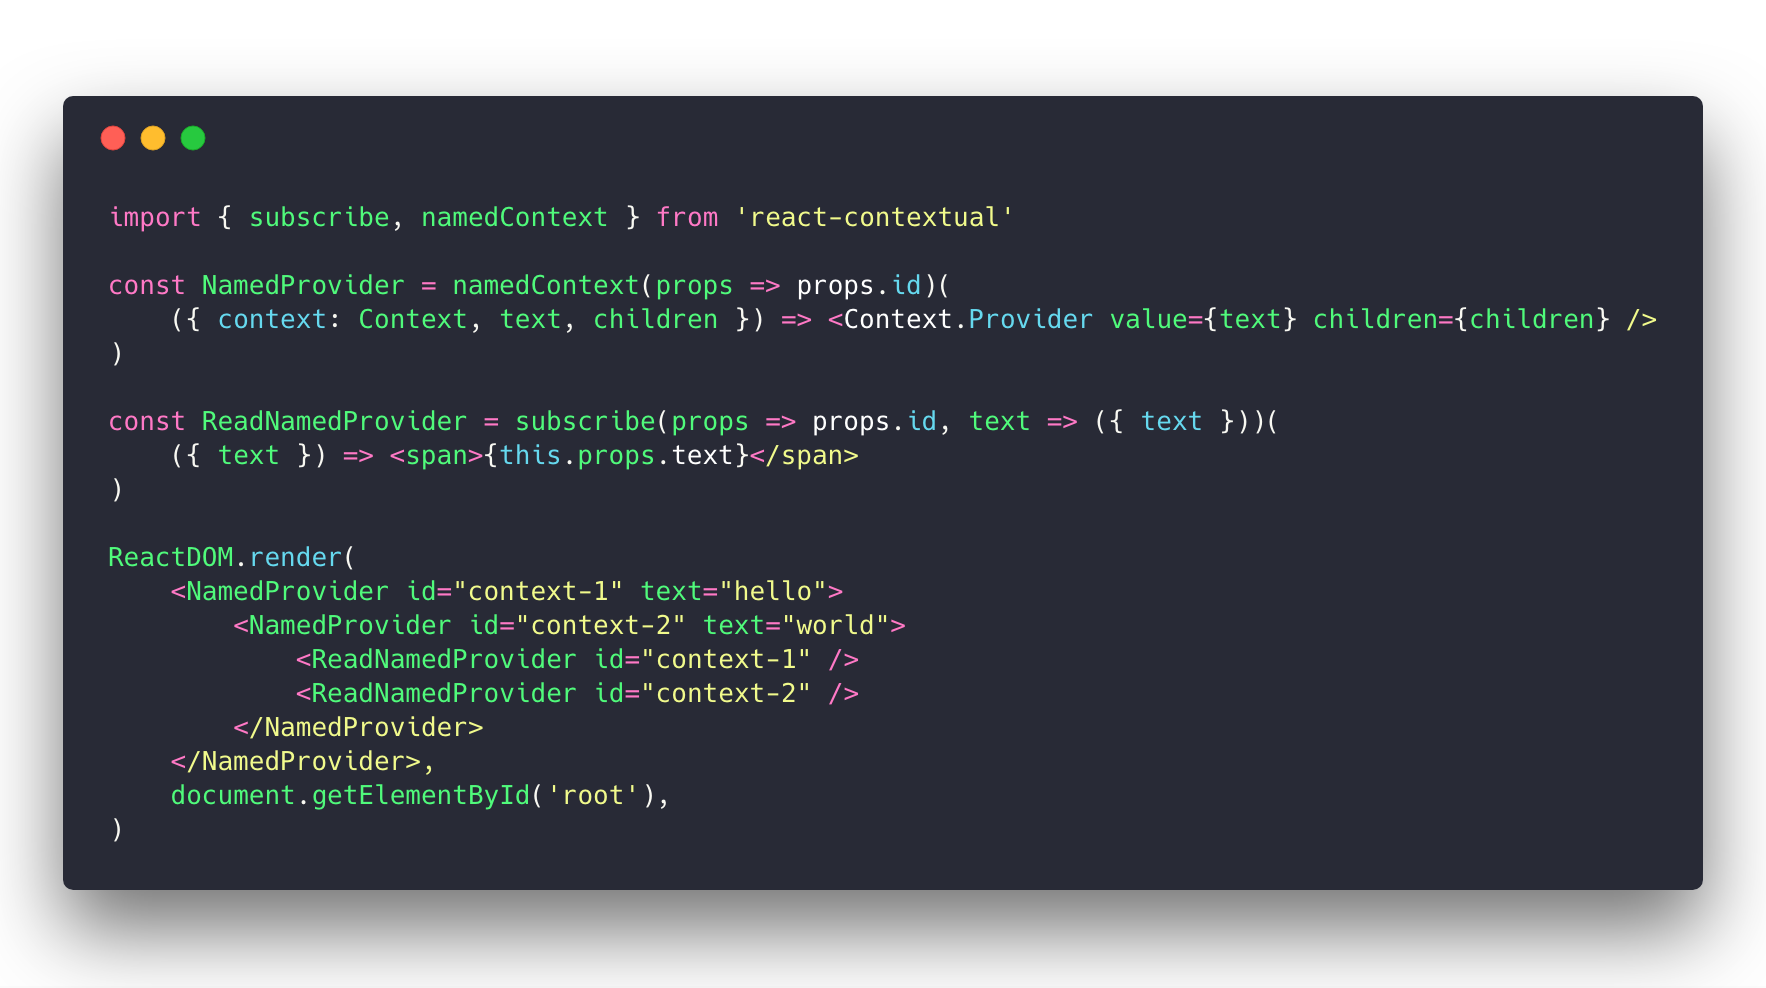 import { subscribe, namedContext } from 'react-contextual'

const NamedProvider = namedContext(props => props.id)(
    ({ context: Context, text, children }) => <Context.Provider value={text} children={children} />
)

const ReadNamedProvider = subscribe(props => props.id, text => ({ text }))(
    ({ text }) => <span>{this.props.text}</span>
)

ReactDOM.render(
    <NamedProvider id="context-1" text="hello">
        <NamedProvider id="context-2" text="world">
            <ReadNamedProvider id="context-1" />
            <ReadNamedProvider id="context-2" />
        </NamedProvider>
    </NamedProvider>,
    document.getElementById('root'),
)